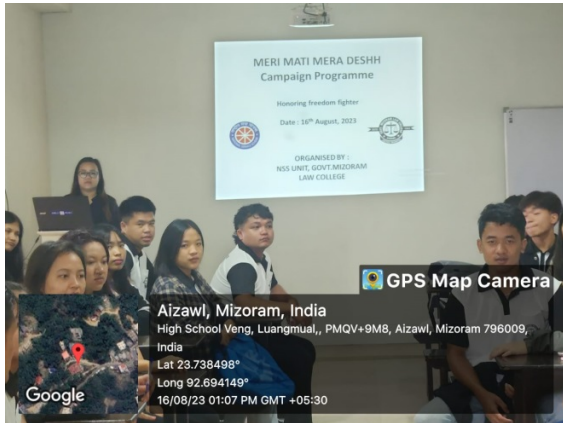 MERI MATI MERA DESHH
Campaign Programme
Honoring freedom fighter
Date : 16th August, 2023
ORGANISED BY :
NSS UNIT, GOVT.MIZORAM
LAW COLLEGE
GPS Map Camera
Aizawl, Mizoram, India
High School Veng, Luangmual,, PMQV+9M8, Aizawl, Mizoram 796009,
India
Lat 23.738498°
Long 92.694149°
16/08/23 01:07 PM GMT +05:30
Google